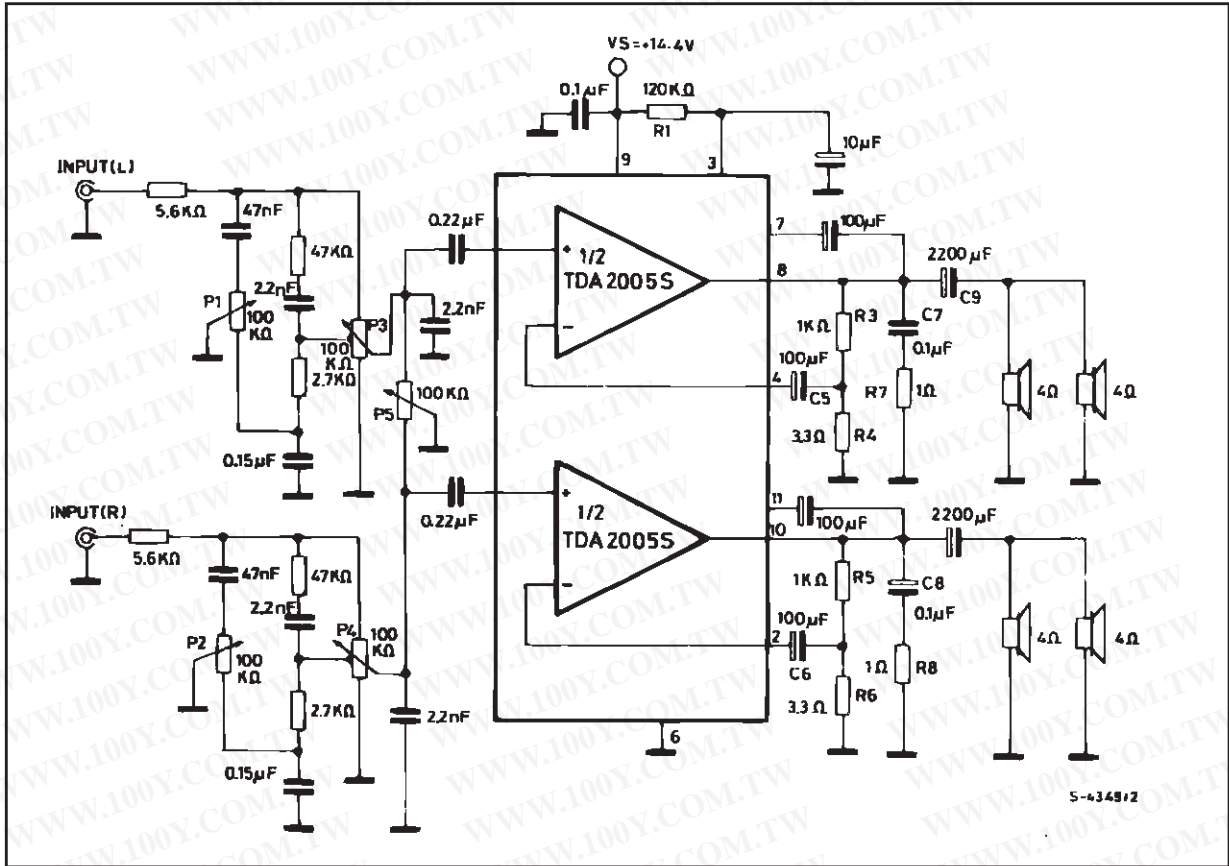 VS=+14.4V
0.1µF
120KΩ
R1
10µF
9
3
INPUT(L)
5.6KΩ
47nF
47KΩ
2.2nF
P1
100
KΩ
P3
100
KΩ
2.7KΩ
0.15µF
0.22µF
2.2nF
P5
100KΩ
0.22µF
1/2
TDA2005S
+
−
7
100µF
8
2200µF
C9
R3
1KΩ
C7
0.1µF
100µF
4
C5
R7
1Ω
3.3Ω
R4
4Ω
4Ω
INPUT(R)
5.6KΩ
47nF
47KΩ
2.2nF
P2
100
KΩ
P4
100
KΩ
2.7KΩ
0.15µF
2.2nF
1/2
TDA2005S
+
−
11
100µF
10
2200µF
1KΩ
R5
C8
0.1µF
100µF
2
C6
1Ω
R8
3.3Ω
R6
4Ω
4Ω
6
S-4349/2
WWW.100Y.COM.TW